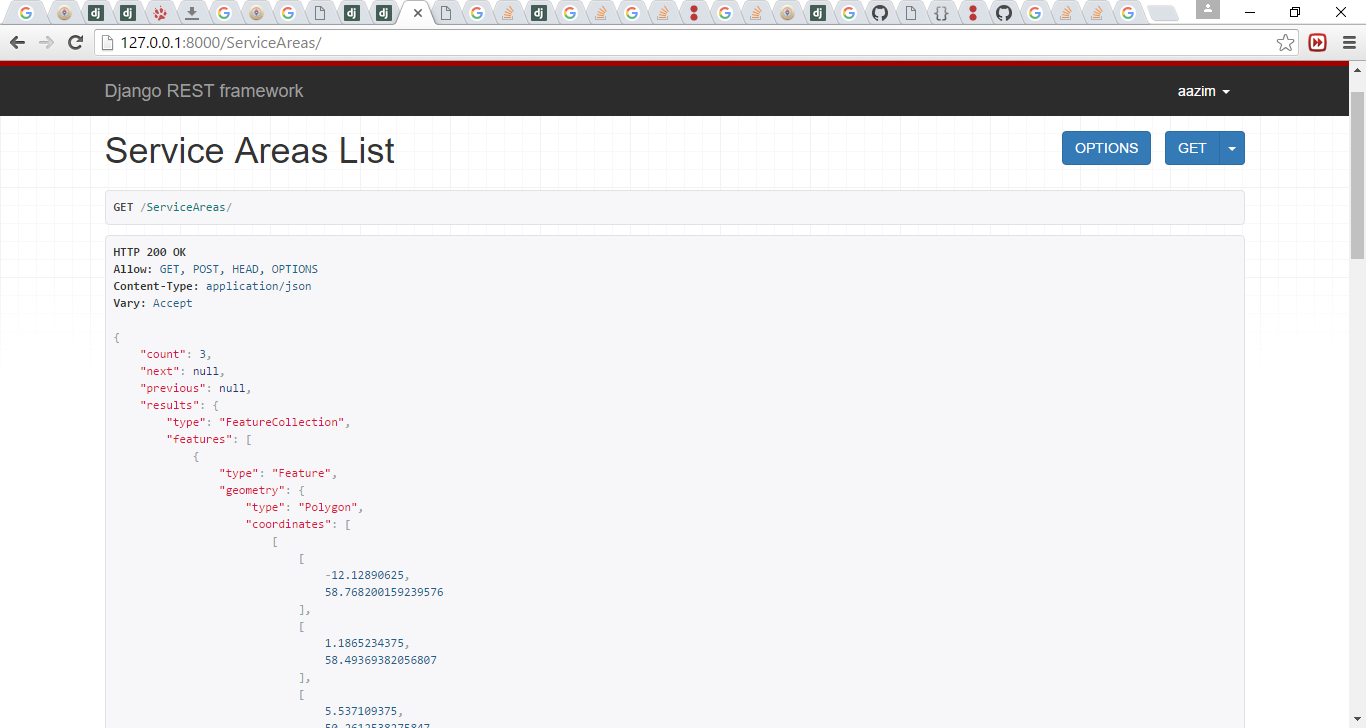 127.0.0.1:8000/ServiceAreas/
Django REST framework
aazim
Service Areas List
OPTIONS
GET
GET /ServiceAreas/
HTTP 200 OK
Allow: GET, POST, HEAD, OPTIONS
Content-Type: application/json
Vary: Accept
{
"count": 3,
"next": null,
"previous": null,
"results": {
"type": "FeatureCollection",
"features": [
{
"type": "Feature",
"geometry": {
"type": "Polygon",
"coordinates": [
[
[
-12.12890625,
58.768200159239576
],
[
1.1865234375,
58.49369382056807
],
[
5.537109375,
50.2612538275847